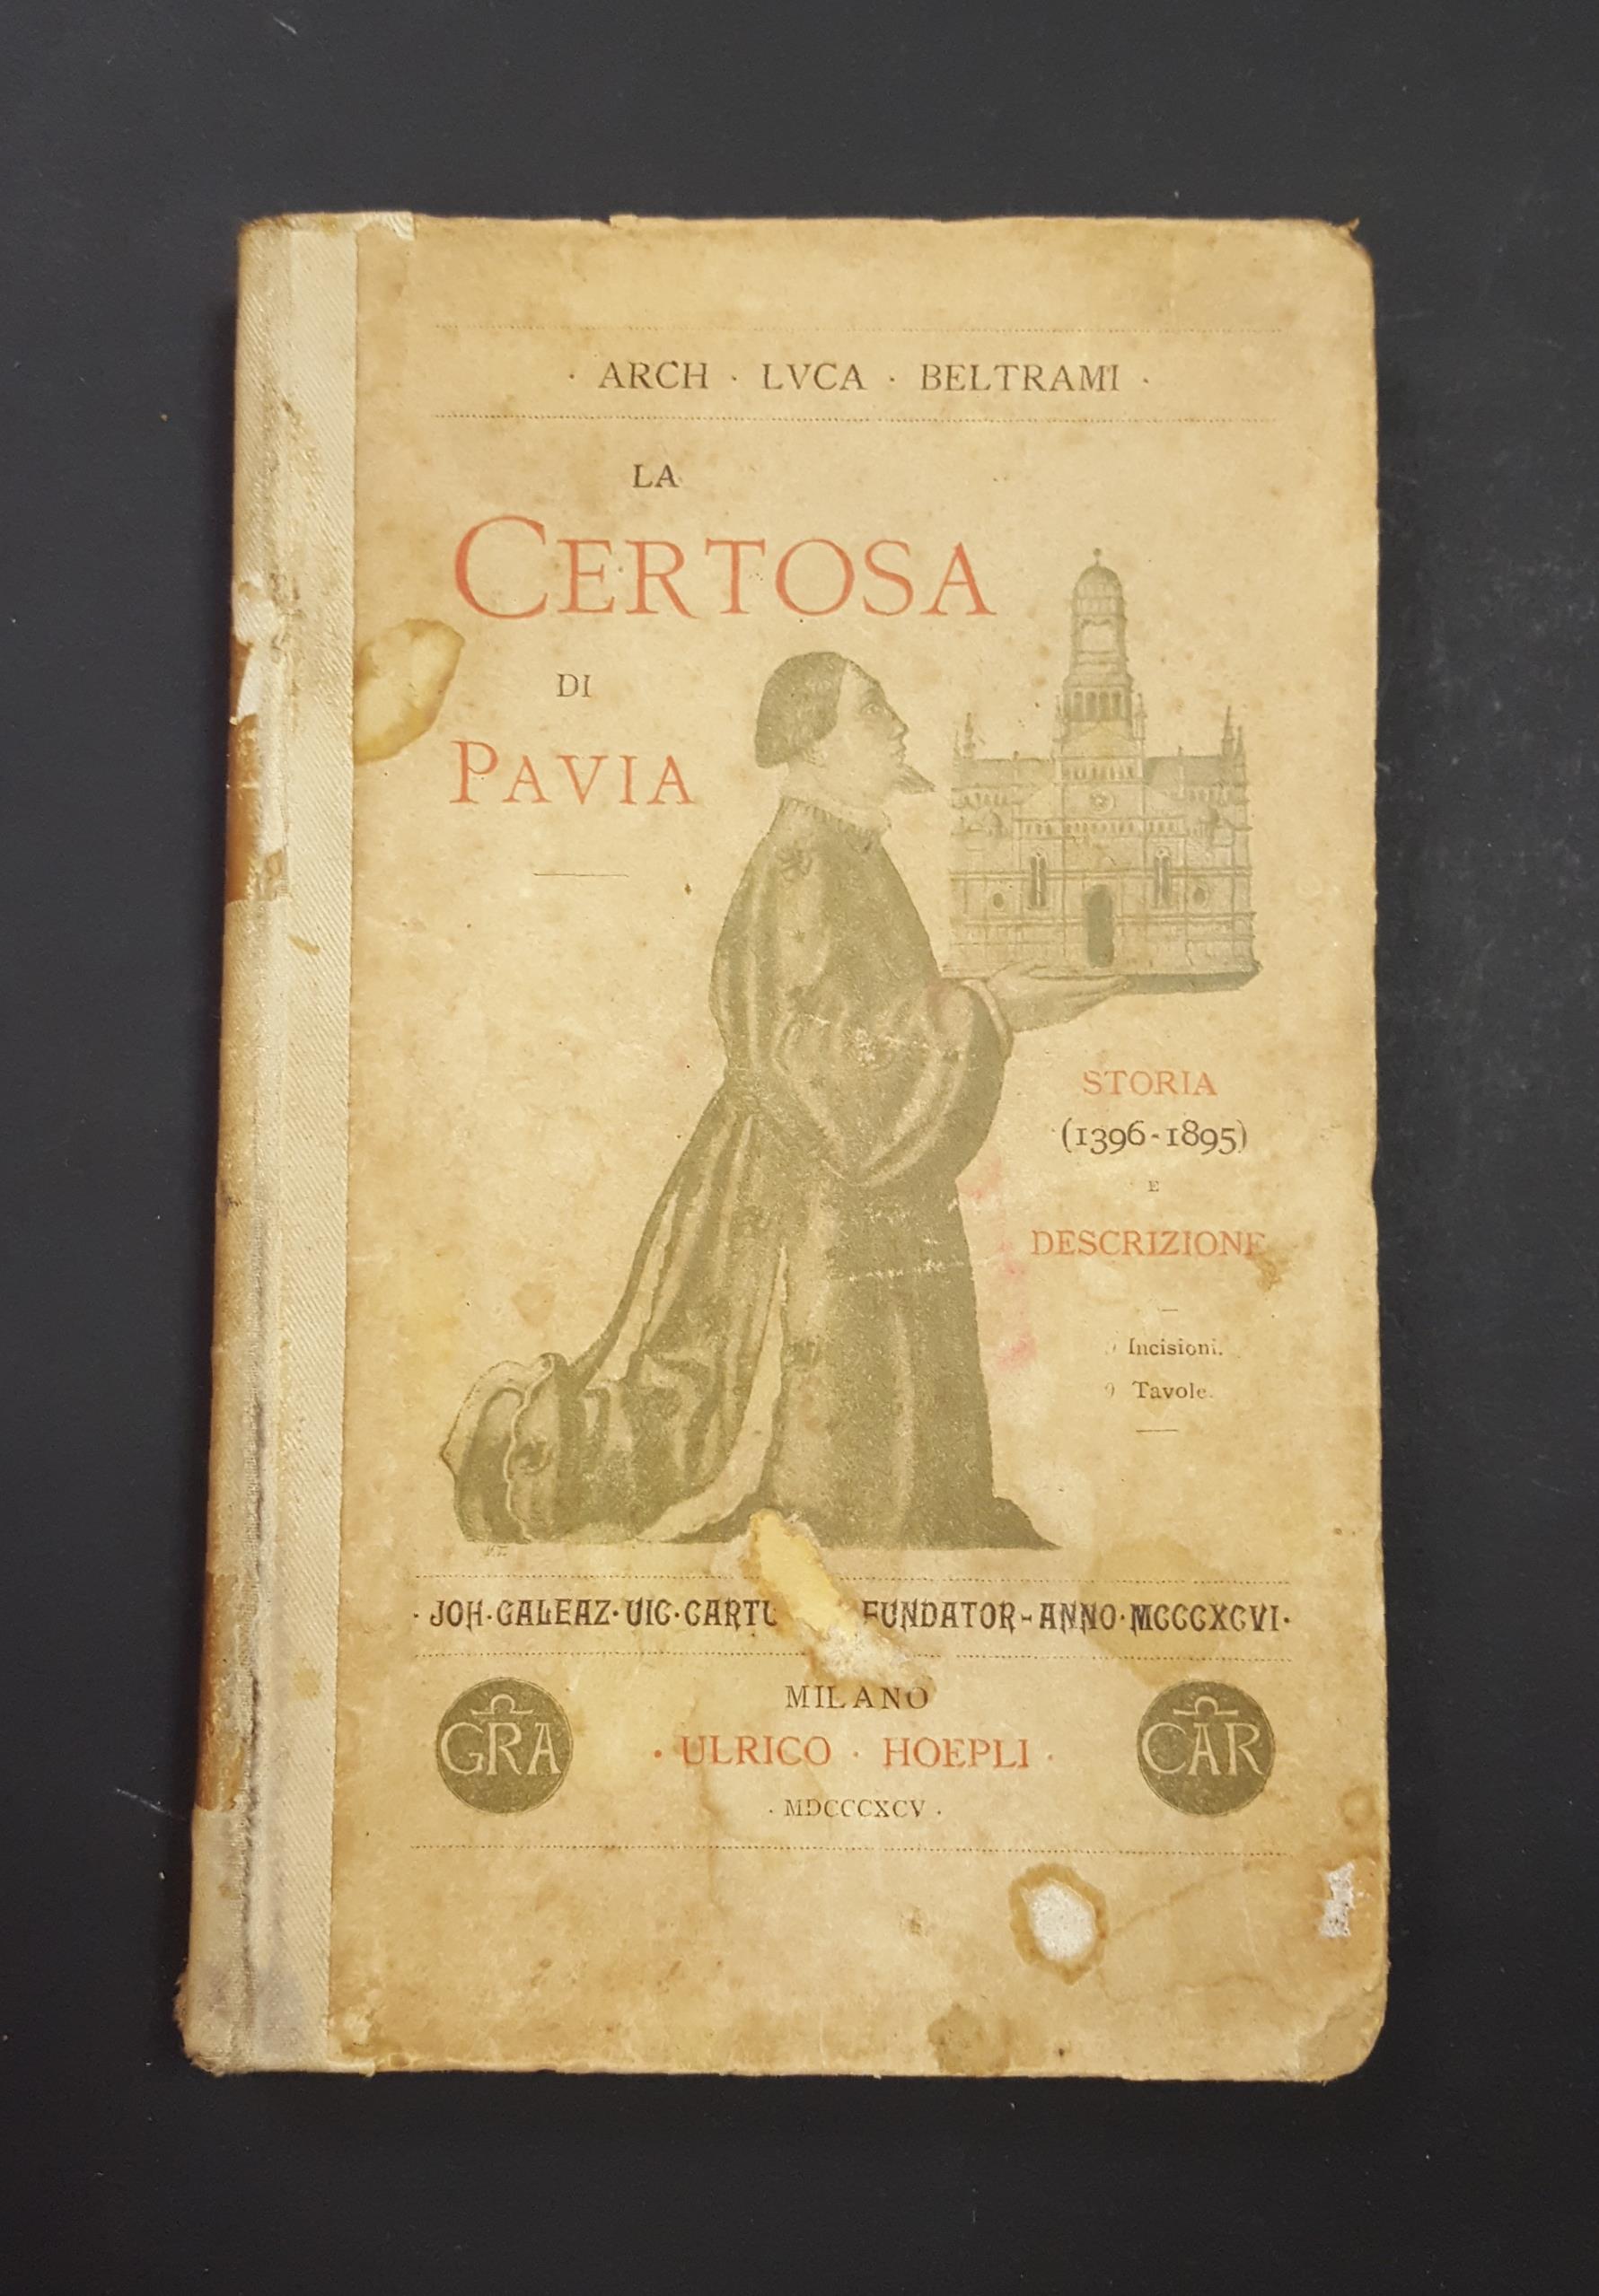 · ARCH · LVCA · BELTRAMI ·
LA
CERTOSA
DI
PAVIA
STORIA
(1396-1895)
E
DESCRIZIONE
Incisioni.
Tavole.
· JOH · GALEAZ · UIC · FUNDATOR - ANNO · MCCCXCVI ·
MILANO
· ULRICO · HOEPLI ·
· MDCCCXCV ·
GRA
CAR